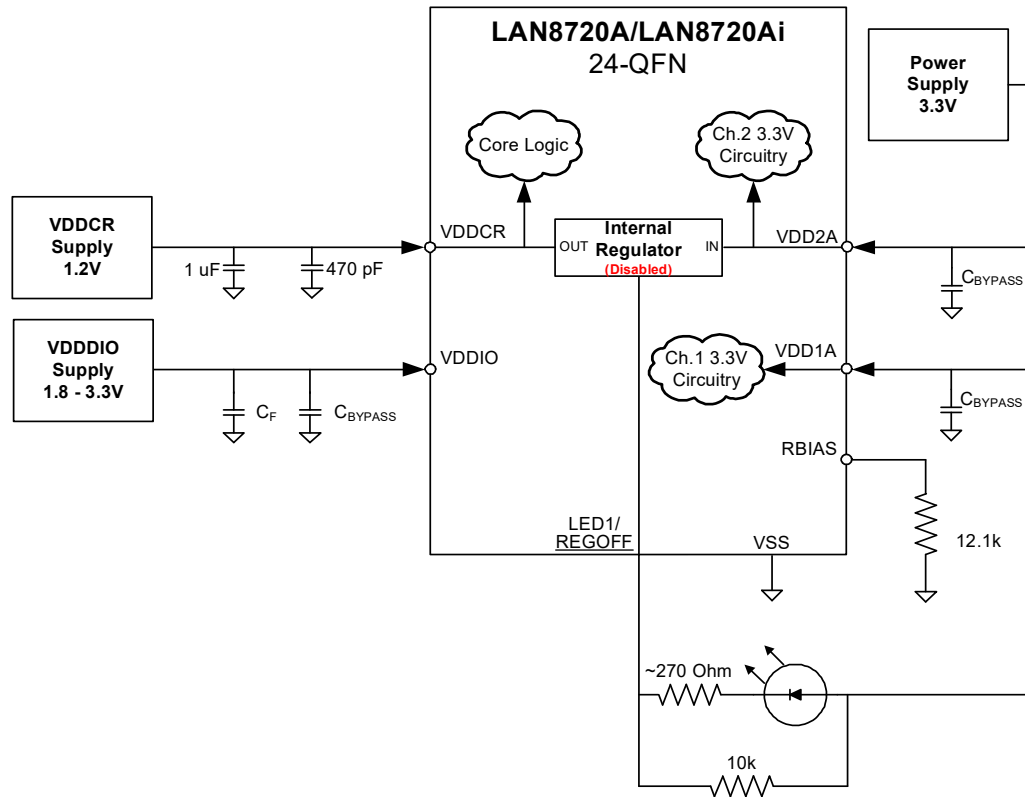 LAN8720A/LAN8720Ai
24-QFN
Power
Supply
3.3V
Core Logic
Ch.2 3.3V
Circuitry
VDDCR
Supply
1.2V
VDDCR
OUT
Internal
Regulator
(Disabled)
IN
VDD2A
1 uF
470 pF
CBYPASS
VDDDIO
Supply
1.8 - 3.3V
VDDIO
Ch.1 3.3V
Circuitry
VDD1A
CF
CBYPASS
CBYPASS
RBIAS
12.1k
LED1/
REGOFF
VSS
~270 Ohm
10k